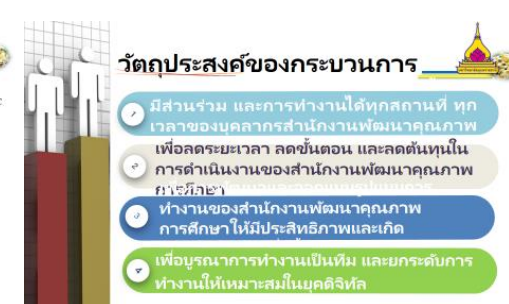 วัตถุประสงค์ของกระบวนการ
มีส่วนร่วม และการทำงานได้ทุกสถานที่ ทุก
เวลาของบุคลากรสำนักงานพัฒนาคุณภาพ
เพื่อลดระยะเวลา ลดขั้นตอน และลดต้นทุนใน
การดำเนินงานของสำนักงานพัฒนาคุณภาพ
ทำงานของสำนักงานพัฒนาคุณภาพ
การศึกษาให้มีประสิทธิภาพและเกิด
เพื่อบูรณาการทำงานเป็นทีม และยกระดับการ
ทำงานให้เหมาะสมในยุคดิจิทัล